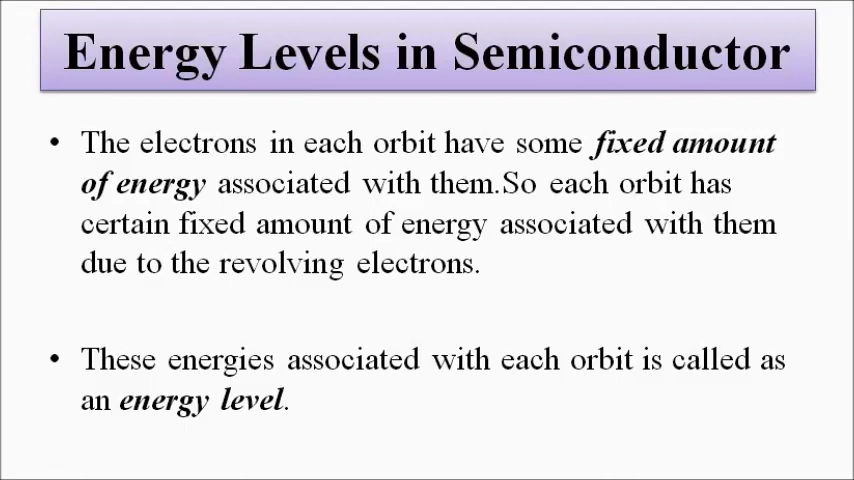 Energy Levels in Semiconductor
• The electrons in each orbit have some fixed amount
of energy associated with them.So each orbit has
certain fixed amount of energy associated with them
due to the revolving electrons.
• These energies associated with each orbit is called as
an energy level.